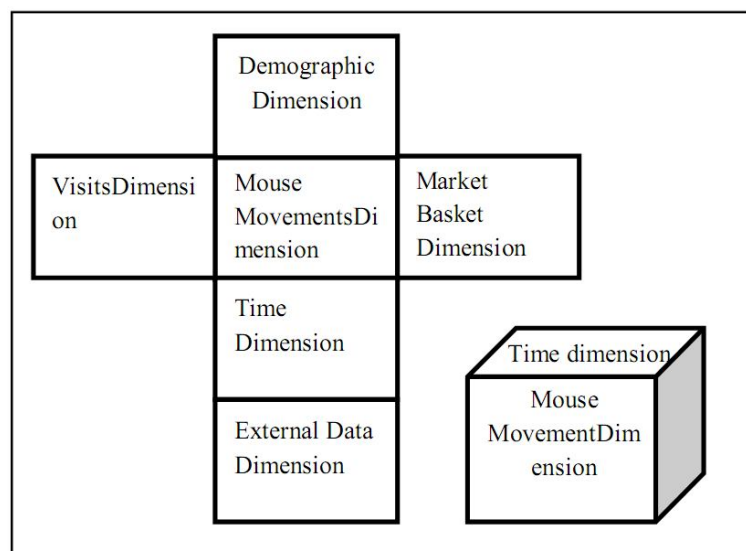 Demographic
Dimension
VisitsDimensi
on
Mouse
MovementsDi
mension
Market
Basket
Dimension
Time
Dimension
External Data
Dimension
Time dimension
Mouse
MovementDim
ension